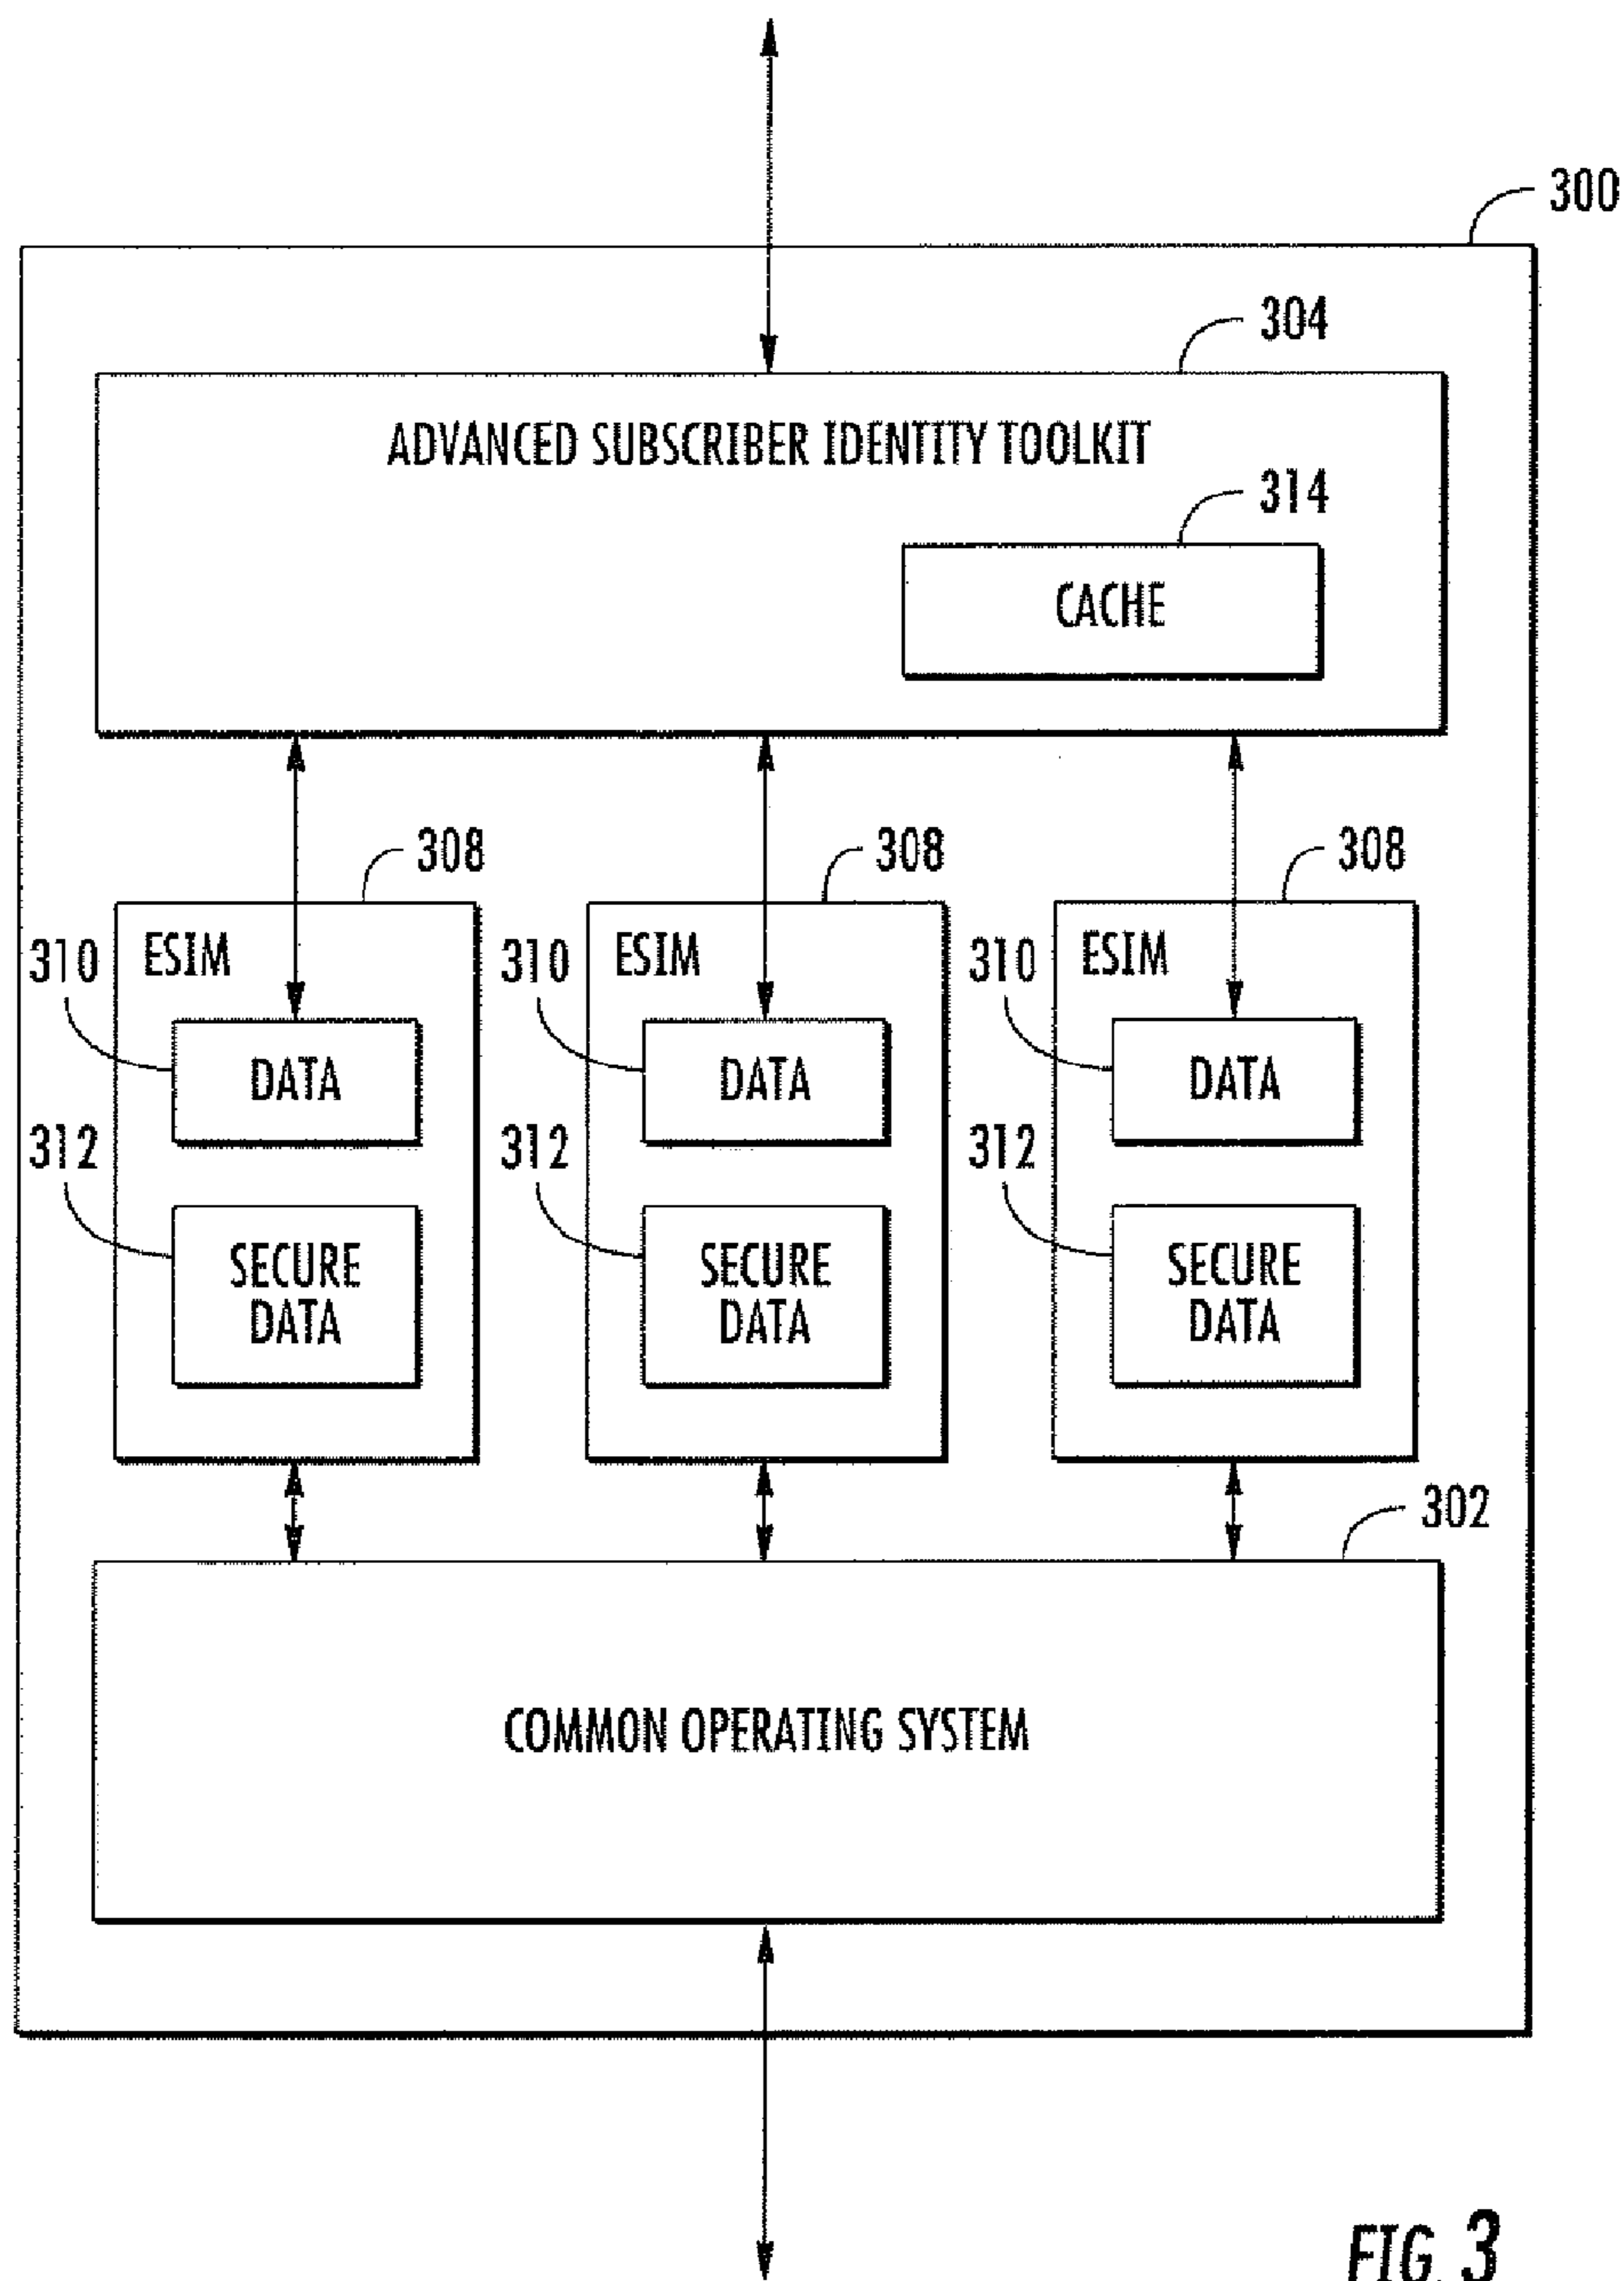 300
304
ADVANCED SUBSCRIBER IDENTITY TOOLKIT
314
CACHE
308
308
308
ESIM
ESIM
ESIM
310
310
310
DATA
DATA
DATA
312
312
312
SECURE
DATA
SECURE
DATA
SECURE
DATA
302
COMMON OPERATING SYSTEM
FIG. 3